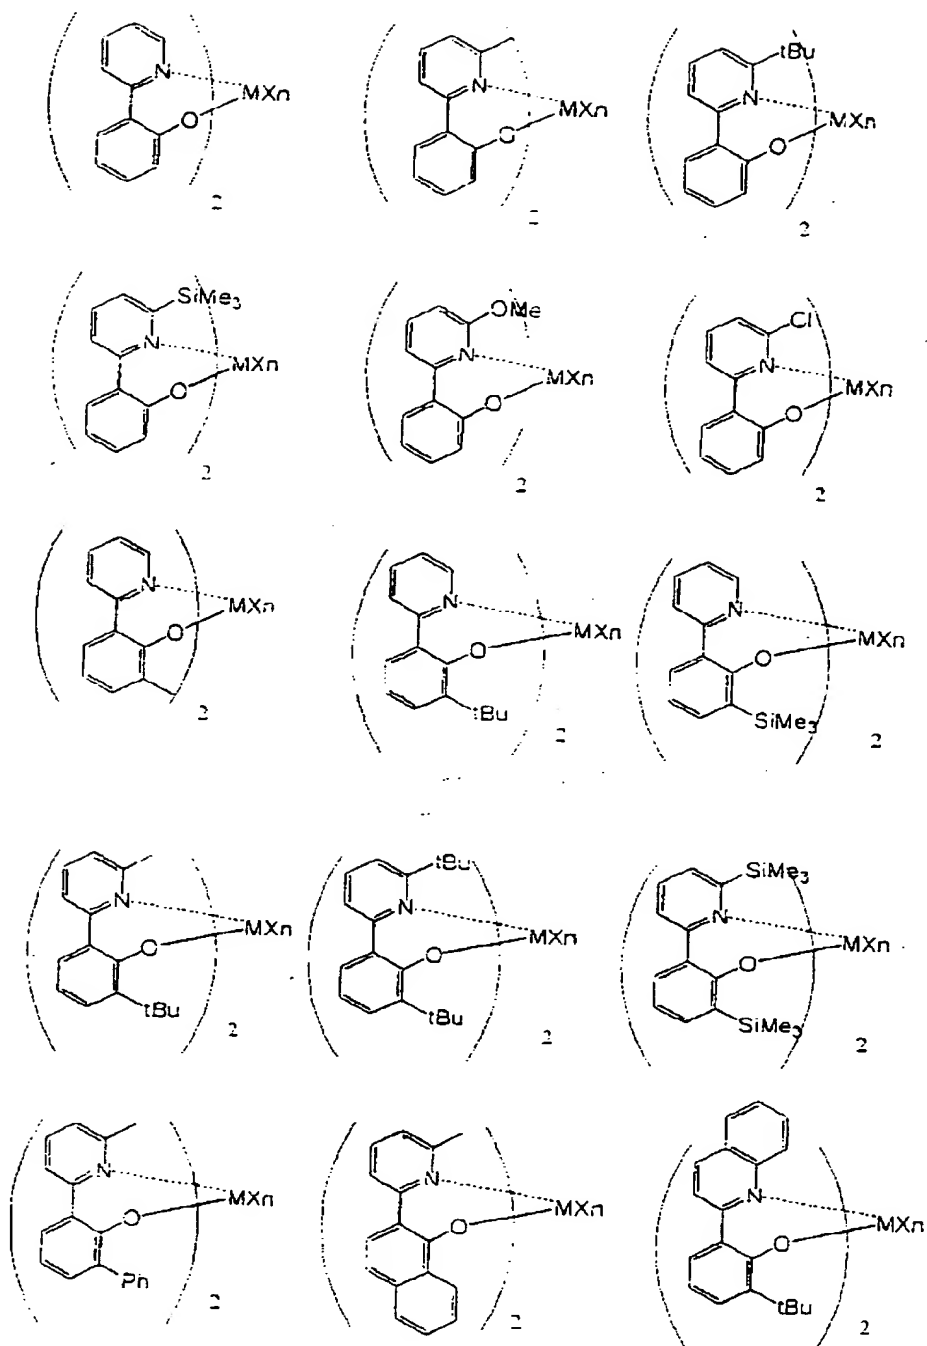 N MXn O 2
N MXn O 2
tBu N MXn O 2
SiMe3 N MXn O 2
OMe N MXn O 2
Cl N MXn O 2
N MXn O 2
N MXn O tBu 2
N MXn O SiMe3 2
N MXn O tBu 2
tBu N MXn O tBu 2
SiMe3 N MXn O SiMe3 2
N MXn O Ph 2
N MXn O 2
N MXn O tBu 2